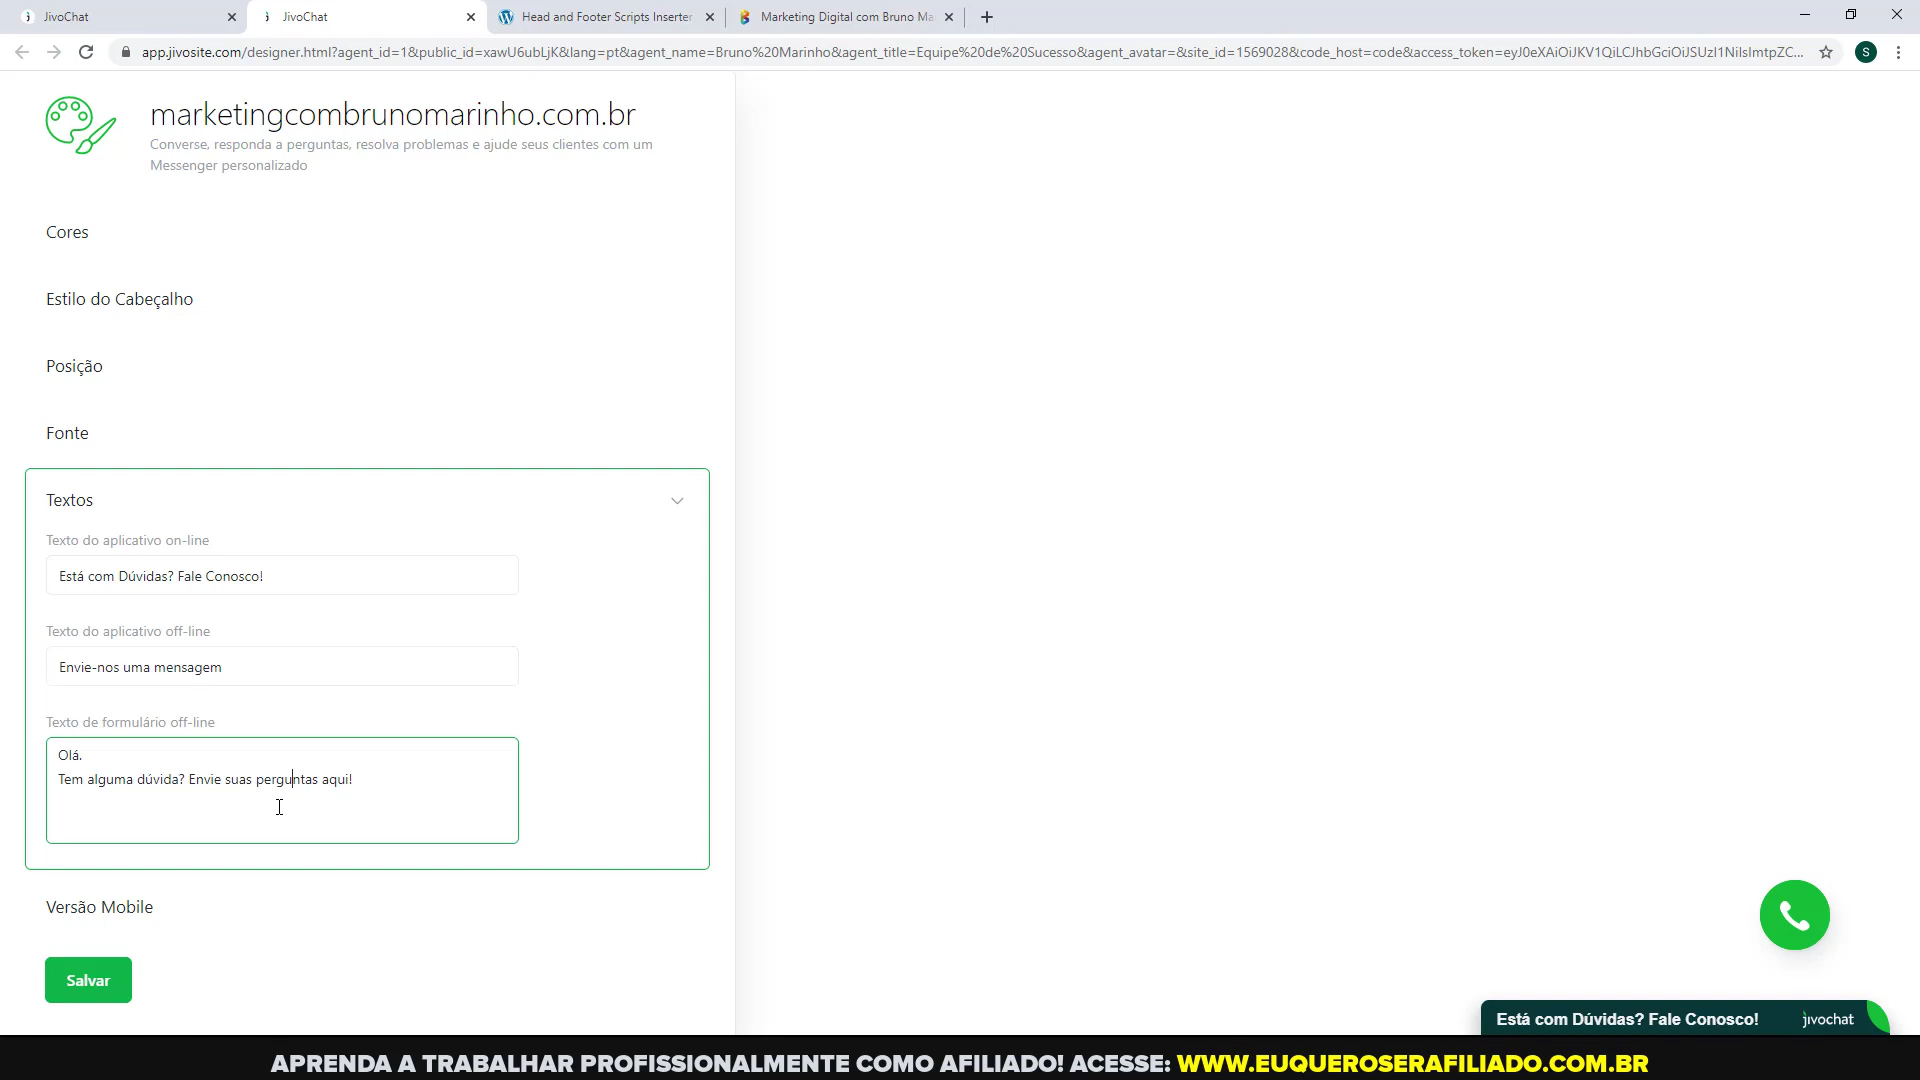 JivoChat
JivoChat
Head and Footer Scripts Inserter
Marketing Digital com Bruno Ma
app.jivosite.com/designer.html?agent_id=1&public_id=xawU6ubLjK&lang=pt&agent_name=Bruno%20Marinho&agent_title=Equipe%20de%20Sucesso&agent_avatar=&site_id=1569028&code_host=code&access_token=eyJ0eXAiOiJKV1QiLCJhbGciOiJSUzI1NiIsImtpZC...
S
marketingcombrunomarinho.com.br
Converse, responda a perguntas, resolva problemas e ajude seus clientes com um
Messenger personalizado
Cores
Estilo do Cabeçalho
Posição
Fonte
Textos
Texto do aplicativo on-line
Está com Dúvidas? Fale Conosco!
Texto do aplicativo off-line
Envie-nos uma mensagem
Texto de formulário off-line
Olá.
Tem alguma dúvida? Envie suas perguntas aqui!
Versão Mobile
Salvar
Está com Dúvidas? Fale Conosco!
jivochat
APRENDA A TRABALHAR PROFISSIONALMENTE COMO AFILIADO! ACESSE: WWW.EUQUEROSERAFILIADO.COM.BR